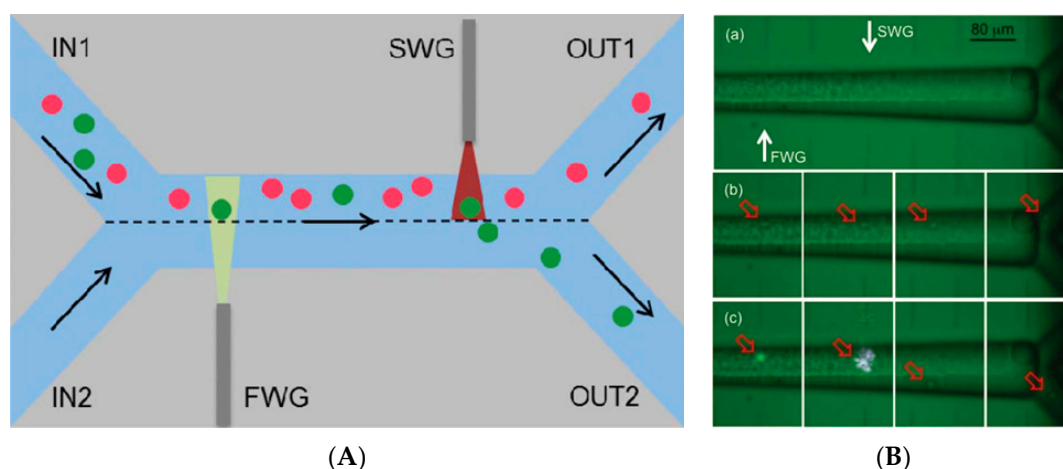 IN1
SWG
OUT1
IN2
FWG
OUT2
(A)
(a)
SWG
80 μm
FWG
(b)
(c)
(B)